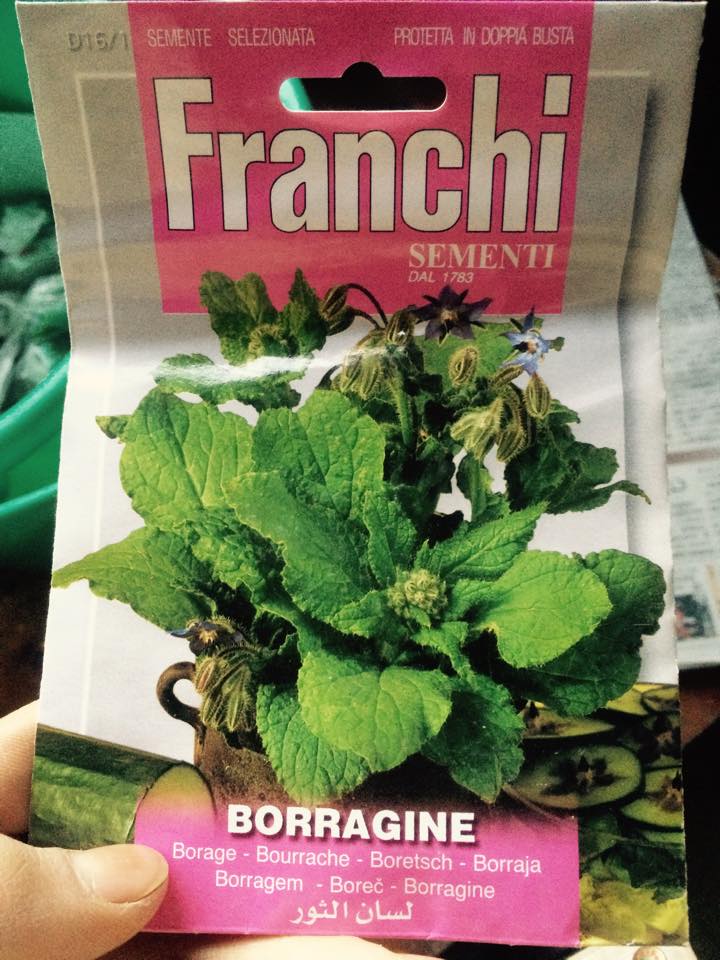 D16/1 SEMENTE SELEZIONATA PROTETTA IN DOPPIA BUSTA
Franchi
SEMENTI
DAL 1783
BORRAGINE
Borage - Bourrache - Boretsch - Borraja
Borragem - Boreč - Borragine
لسان الثور